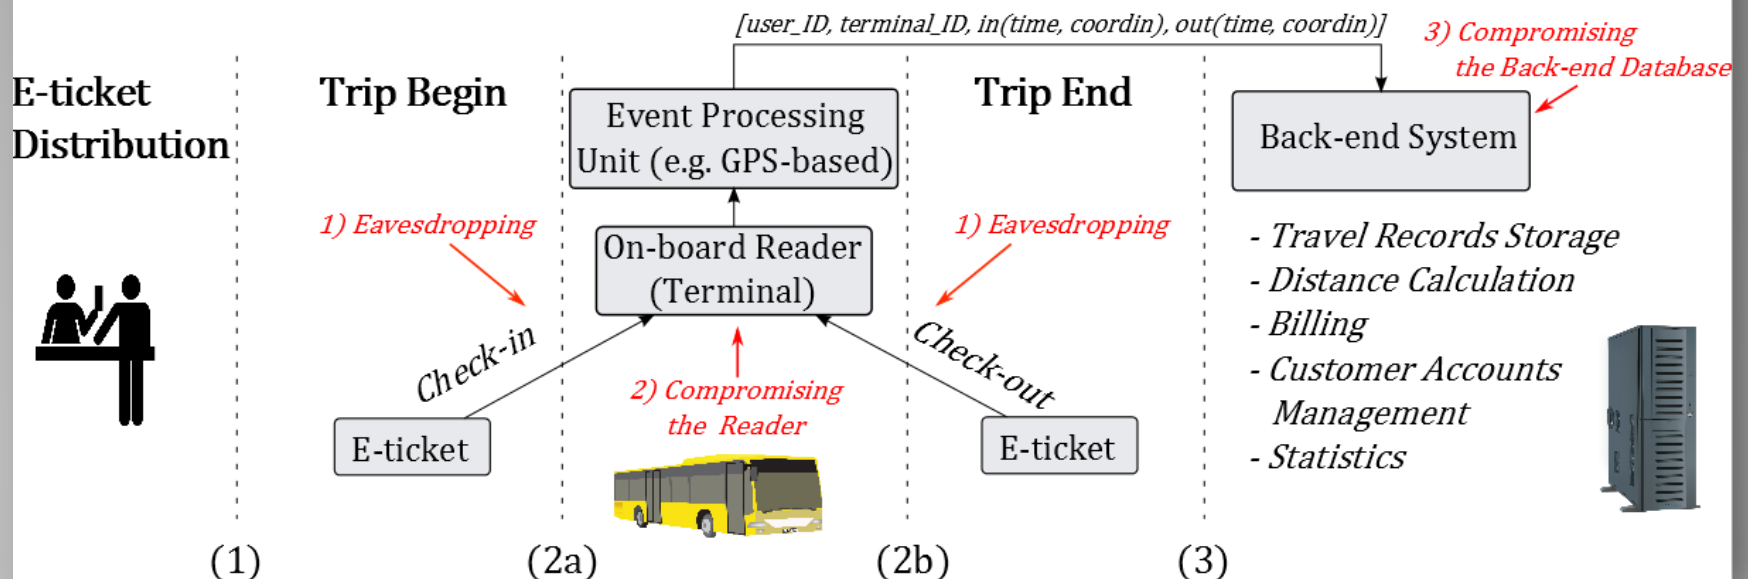 [user_ID, terminal_ID, in(time, coordin), out(time, coordin)]
3) Compromising
the Back-end Database
E-ticket
Distribution
Trip Begin
Event Processing
Unit (e.g. GPS-based)
Trip End
Back-end System
1) Eavesdropping
On-board Reader
(Terminal)
1) Eavesdropping
Check-in
Check-out
2) Compromising
the Reader
E-ticket
E-ticket
- Travel Records Storage
- Distance Calculation
- Billing
- Customer Accounts
Management
- Statistics
(1)
(2a)
(2b)
(3)